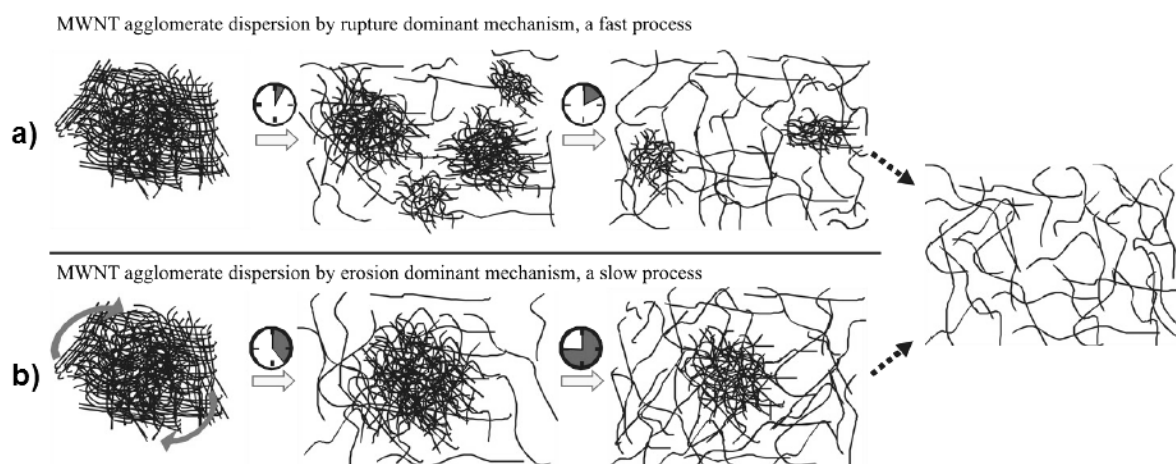 MWNT agglomerate dispersion by rupture dominant mechanism, a fast process
a)
MWNT agglomerate dispersion by erosion dominant mechanism, a slow process
b)